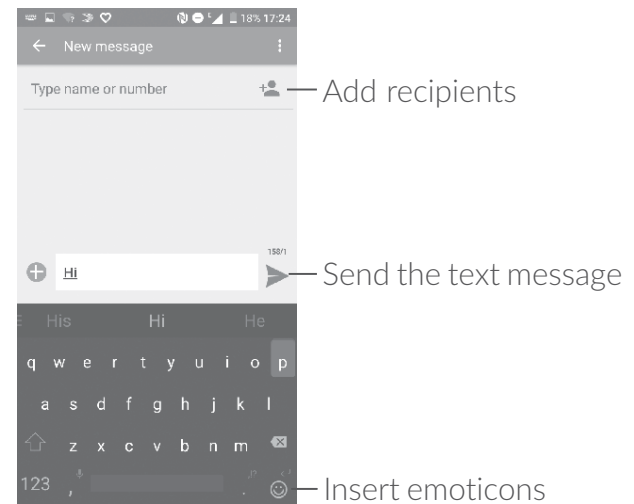 18% 17:24
New message
Type name or number
Add recipients
158/1
Hi
Send the text message
His Hi He
q w e r t y u i o p
a s d f g h j k l
z x c v b n m
123 , .
Insert emoticons